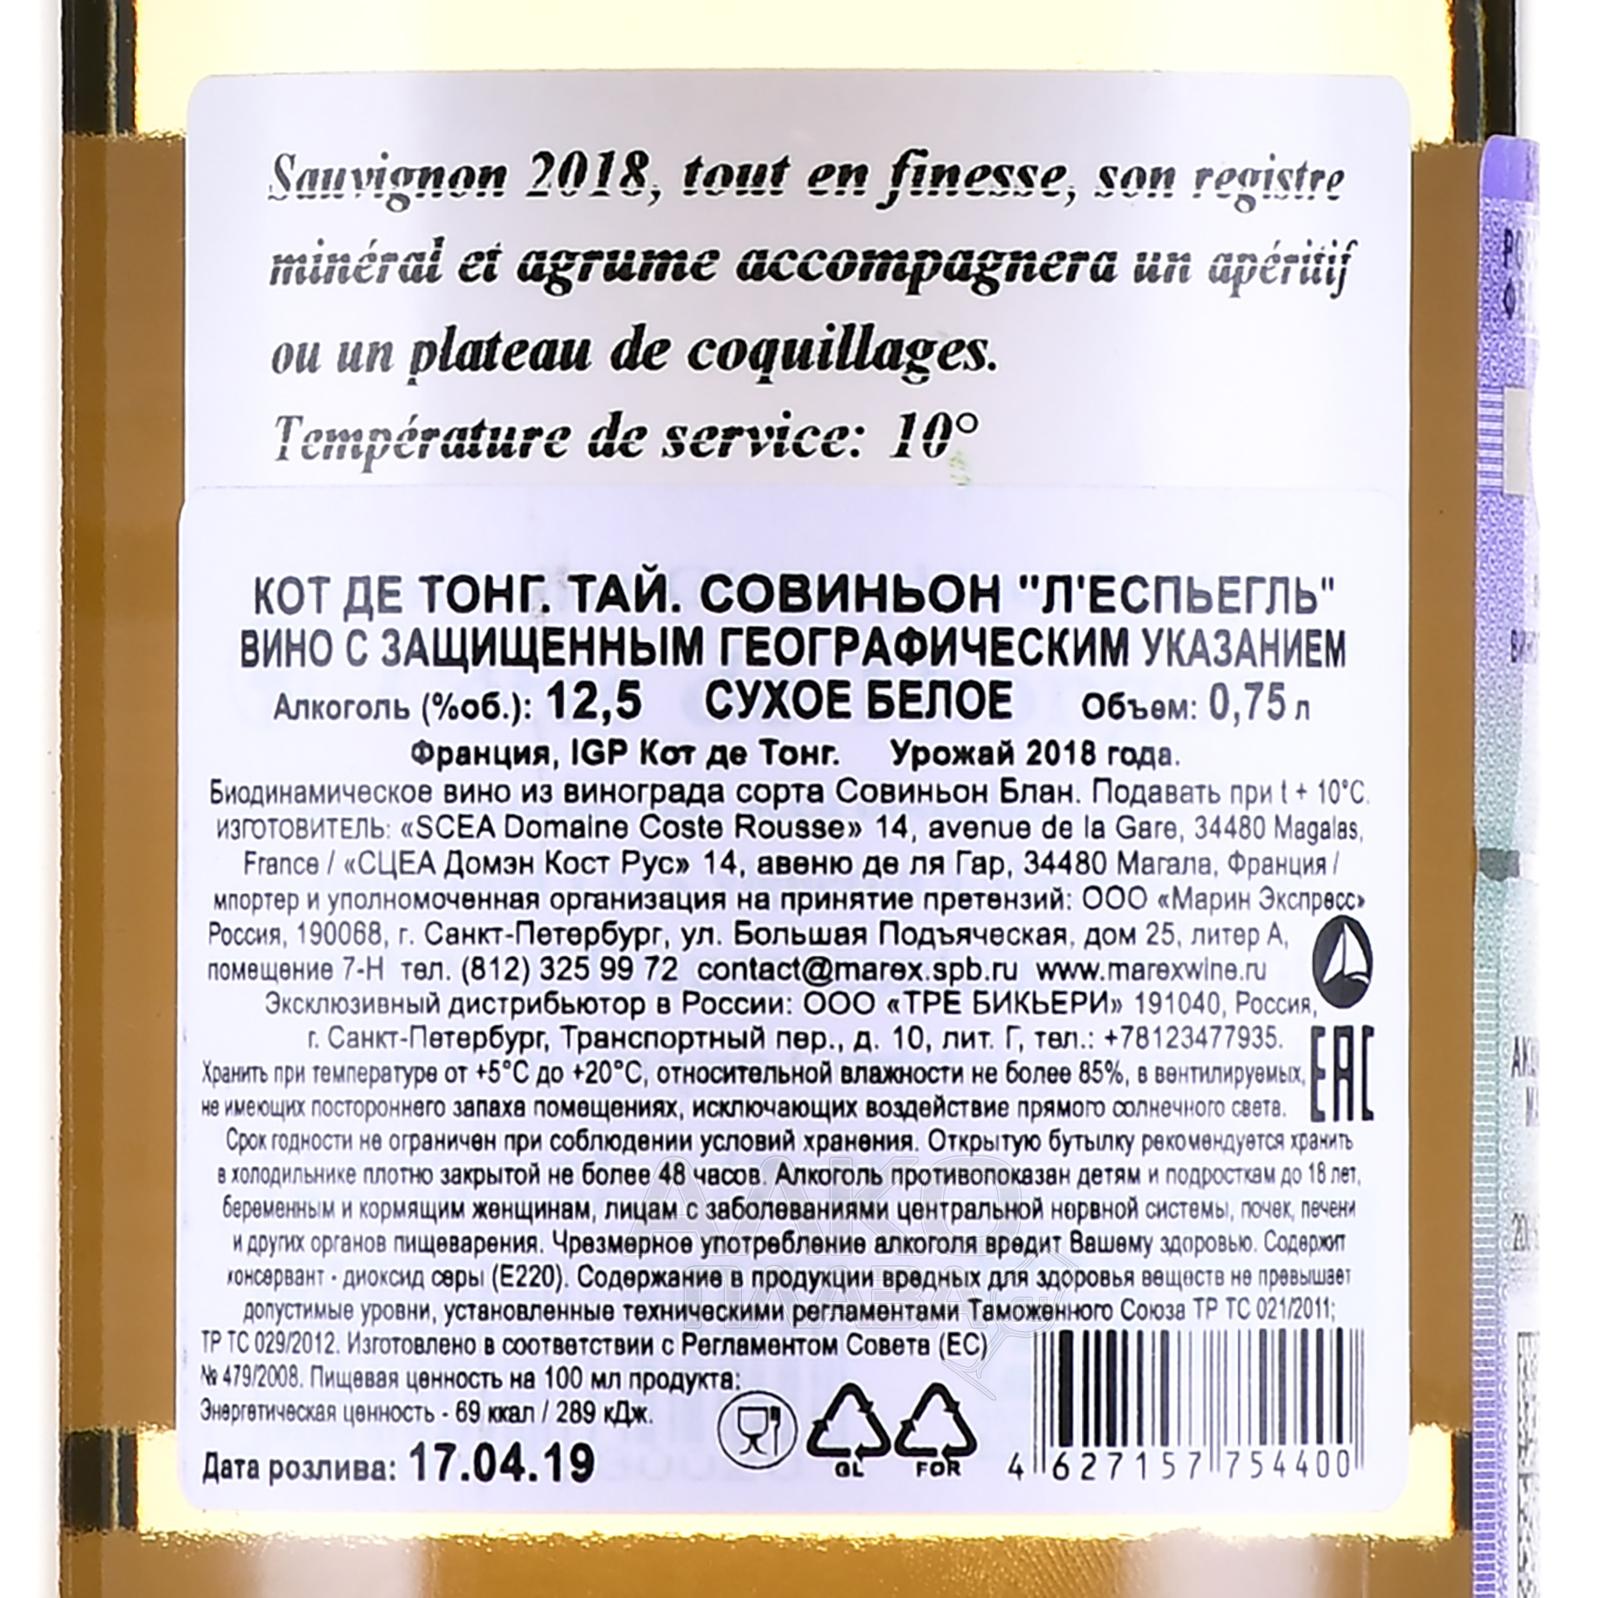 Sauvignon 2018, tout en finesse, son registre
minéral et agrume accompagnera un apéritif
ou un plateau de coquillages.
Température de service: 10°
КОТ ДЕ ТОНГ. ТАЙ. СОВИНЬОН "Л'ЕСПЬЕГЛЬ"
ВИНО С ЗАЩИЩЕННЫМ ГЕОГРАФИЧЕСКИМ УКАЗАНИЕМ
Алкоголь (%об.): 12,5 СУХОЕ БЕЛОЕ Объем: 0,75 л
Франция, IGP Кот де Тонг. Урожай 2018 года.
Биодинамическое вино из винограда сорта Совиньон Блан. Подавать при t + 10°C.
ИЗГОТОВИТЕЛЬ: «SCEA Domaine Coste Rousse» 14, avenue de la Gare, 34480 Magalas,
France / «СЦЕА Домэн Кост Рус» 14, авеню де ля Гар, 34480 Магала, Франция /
мпортер и уполномоченная организация на принятие претензий: ООО «Марин Экспресс»
Россия, 190068, г. Санкт-Петербург, ул. Большая Подъяческая, дом 25, литер А,
помещение 7-Н тел. (812) 325 99 72 contact@marex.spb.ru www.marexwine.ru
Эксклюзивный дистрибьютор в России: ООО «ТРЕ БИКЬЕРИ» 191040, Россия,
г. Санкт-Петербург, Транспортный пер., д. 10, лит. Г, тел.: +78123477935.
Хранить при температуре от +5°С до +20°С, относительной влажности не более 85%, в вентилируемых,
не имеющих постороннего запаха помещениях, исключающих воздействие прямого солнечного света.
EAC
Срок годности не ограничен при соблюдении условий хранения. Открытую бутылку рекомендуется хранить
в холодильнике плотно закрытой не более 48 часов. Алкоголь противопоказан детям и подросткам до 18 лет,
беременным и кормящим женщинам, лицам с заболеваниями центральной нервной системы, почек, печени
и других органов пищеварения. Чрезмерное употребление алкоголя вредит Вашему здоровью. Содержит
консервант - диоксид серы (Е220). Содержание в продукции вредных для здоровья веществ не превышает
допустимые уровни, установленные техническими регламентами Таможенного Союза ТР ТС 021/2011;
ТР ТС 029/2012. Изготовлено в соответствии с Регламентом Совета (ЕС)
№ 479/2008. Пищевая ценность на 100 мл продукта:
Энергетическая ценность - 69 ккал / 289 кДж.
Дата розлива: 17.04.19
GL FOR
4 627157 754400